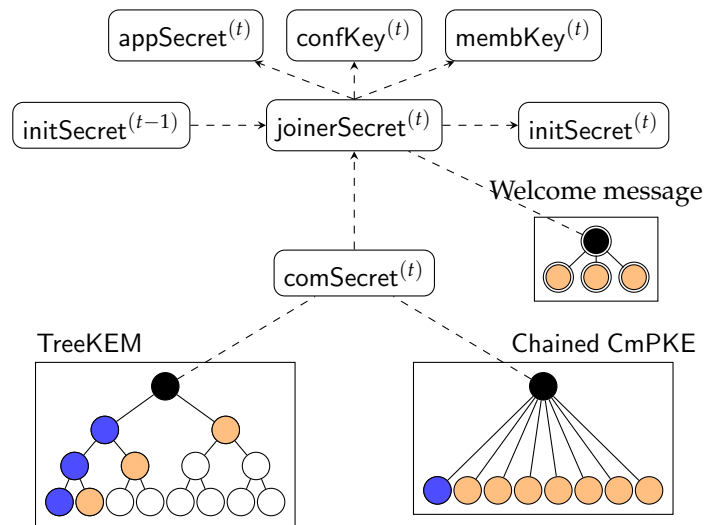 appSecret^(t) confKey^(t) membKey^(t)
initSecret^(t−1) joinerSecret^(t) initSecret^(t)
Welcome message
comSecret^(t)
TreeKEM Chained CmPKE